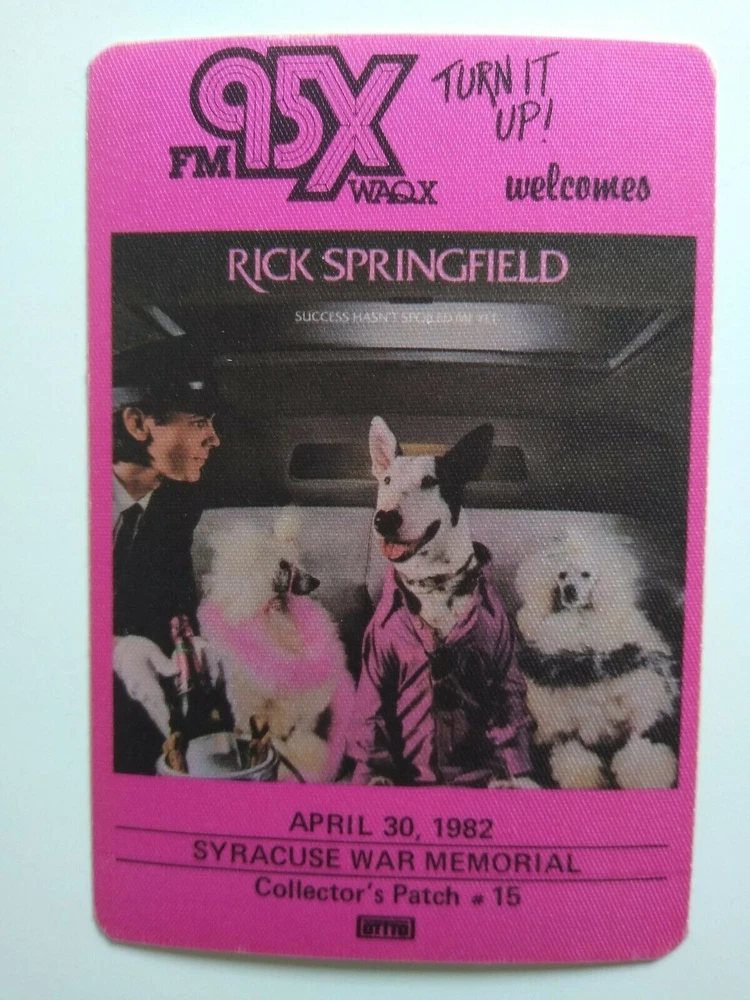 FM 95X WAQX
TURN IT UP!
welcomes
RICK SPRINGFIELD
SUCCESS HASN'T SPOILED ME YET
APRIL 30, 1982
SYRACUSE WAR MEMORIAL
Collector's Patch # 15
OTTO